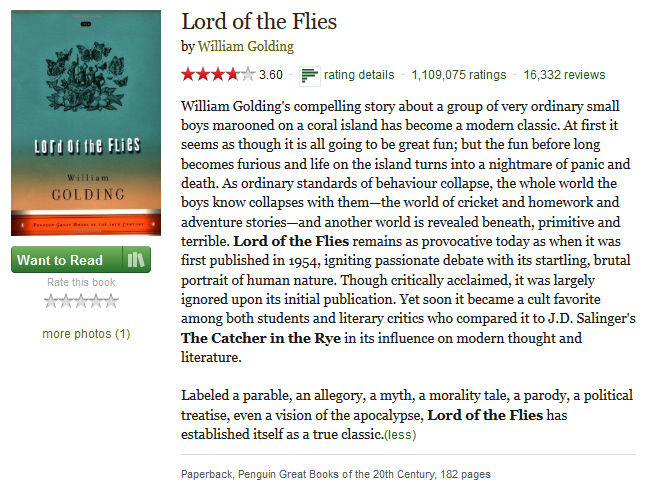 Lord of the Flies
by William Golding
3.60 · rating details · 1,109,075 ratings · 16,332 reviews
William Golding's compelling story about a group of very ordinary small
boys marooned on a coral island has become a modern classic. At first it
seems as though it is all going to be great fun; but the fun before long
becomes furious and life on the island turns into a nightmare of panic and
death. As ordinary standards of behaviour collapse, the whole world the
boys know collapses with them—the world of cricket and homework and
adventure stories—and another world is revealed beneath, primitive and
terrible. Lord of the Flies remains as provocative today as when it was
first published in 1954, igniting passionate debate with its startling, brutal
portrait of human nature. Though critically acclaimed, it was largely
ignored upon its initial publication. Yet soon it became a cult favorite
among both students and literary critics who compared it to J.D. Salinger's
The Catcher in the Rye in its influence on modern thought and
literature.
Labeled a parable, an allegory, a myth, a morality tale, a parody, a political
treatise, even a vision of the apocalypse, Lord of the Flies has
established itself as a true classic.(less)
Paperback, Penguin Great Books of the 20th Century, 182 pages
Lord of the Flies
William
GOLDING
Penguin Great Books of the 20th Century
Want to Read
Rate this book
more photos (1)